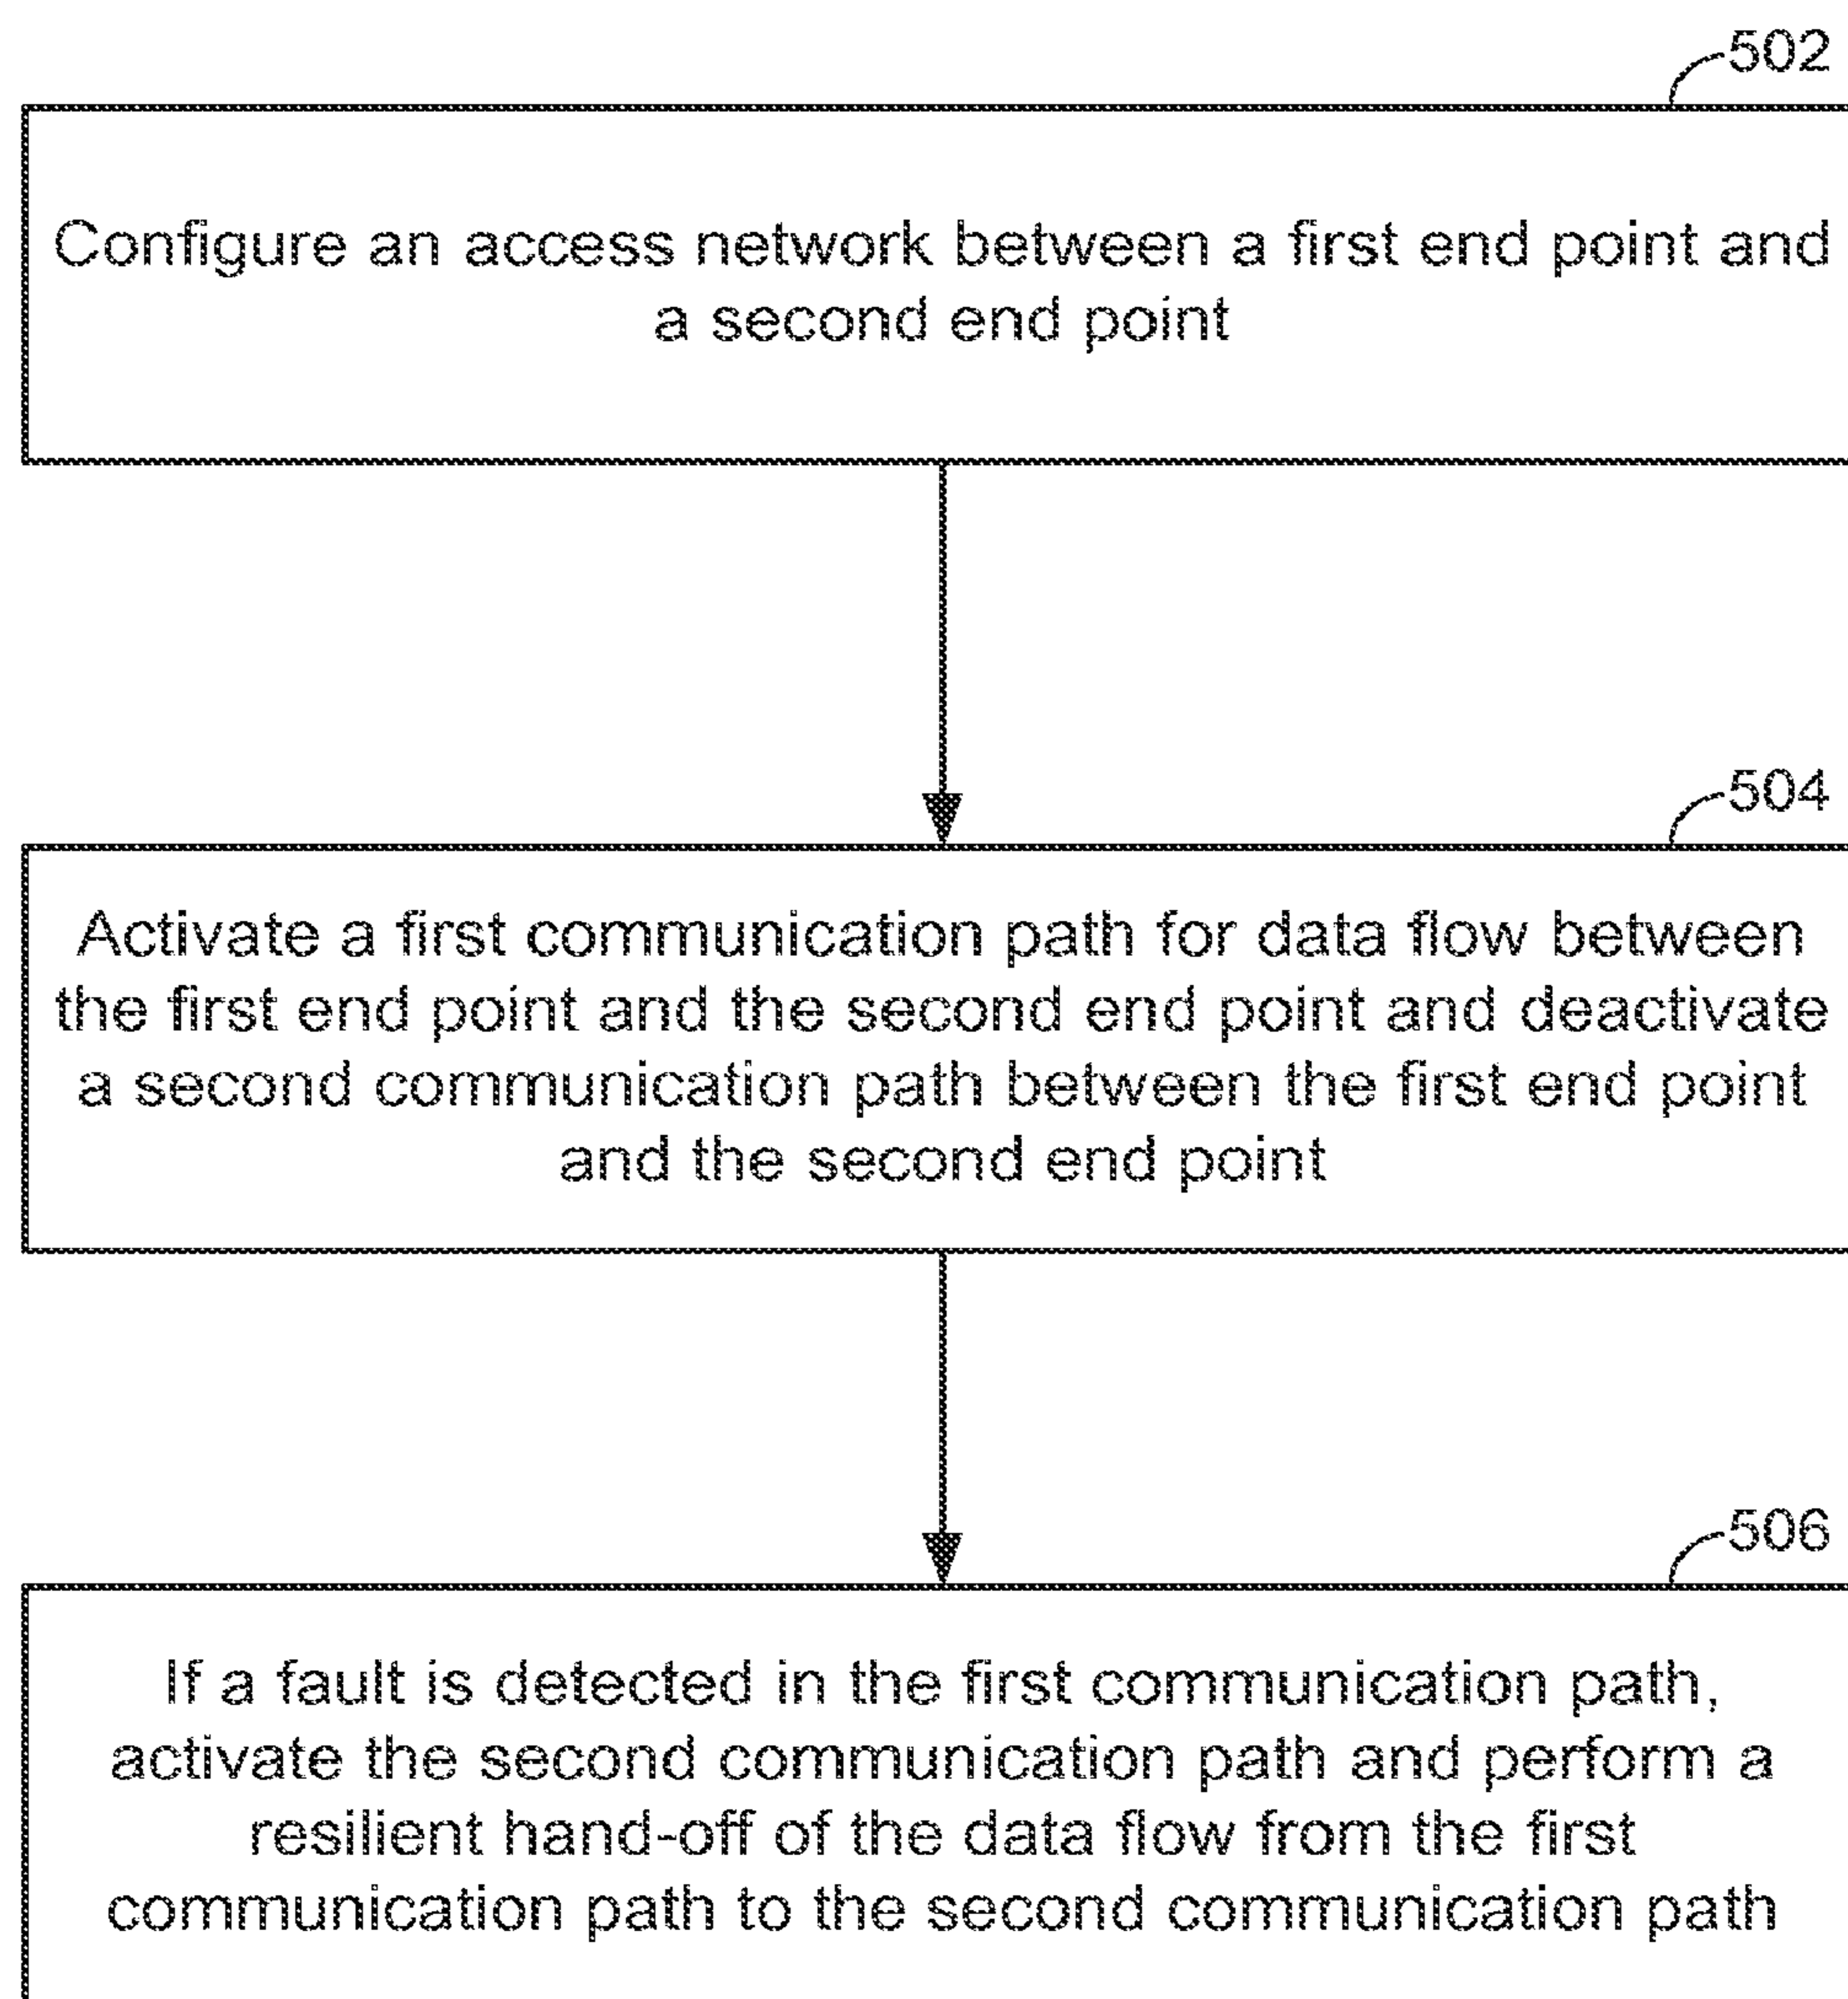 502
Configure an access network between a first end point and
a second end point
504
Activate a first communication path for data flow between
the first end point and the second end point and deactivate
a second communication path between the first end point
and the second end point
506
If a fault is detected in the first communication path,
activate the second communication path and perform a
resilient hand-off of the data flow from the first
communication path to the second communication path